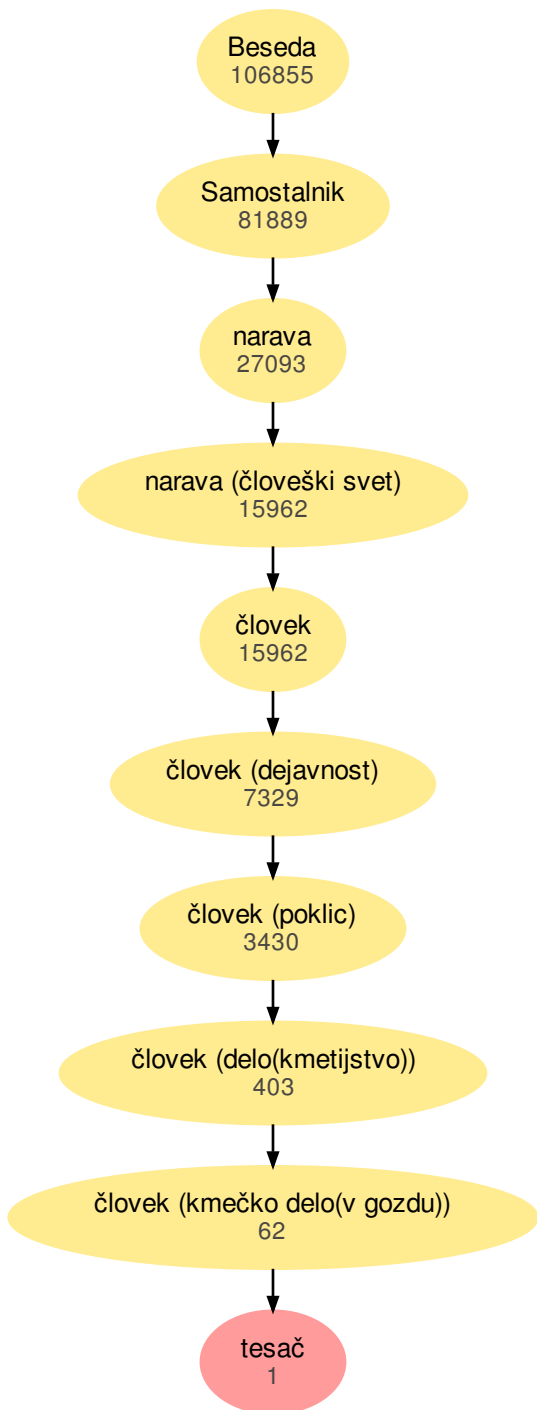 Beseda
106855
Samostalnik
81889
narava
27093
narava (človeški svet)
15962
človek
15962
človek (dejavnost)
7329
človek (poklic)
3430
človek (delo(kmetijstvo))
403
človek (kmečko delo(v gozdu))
62
tesač
1